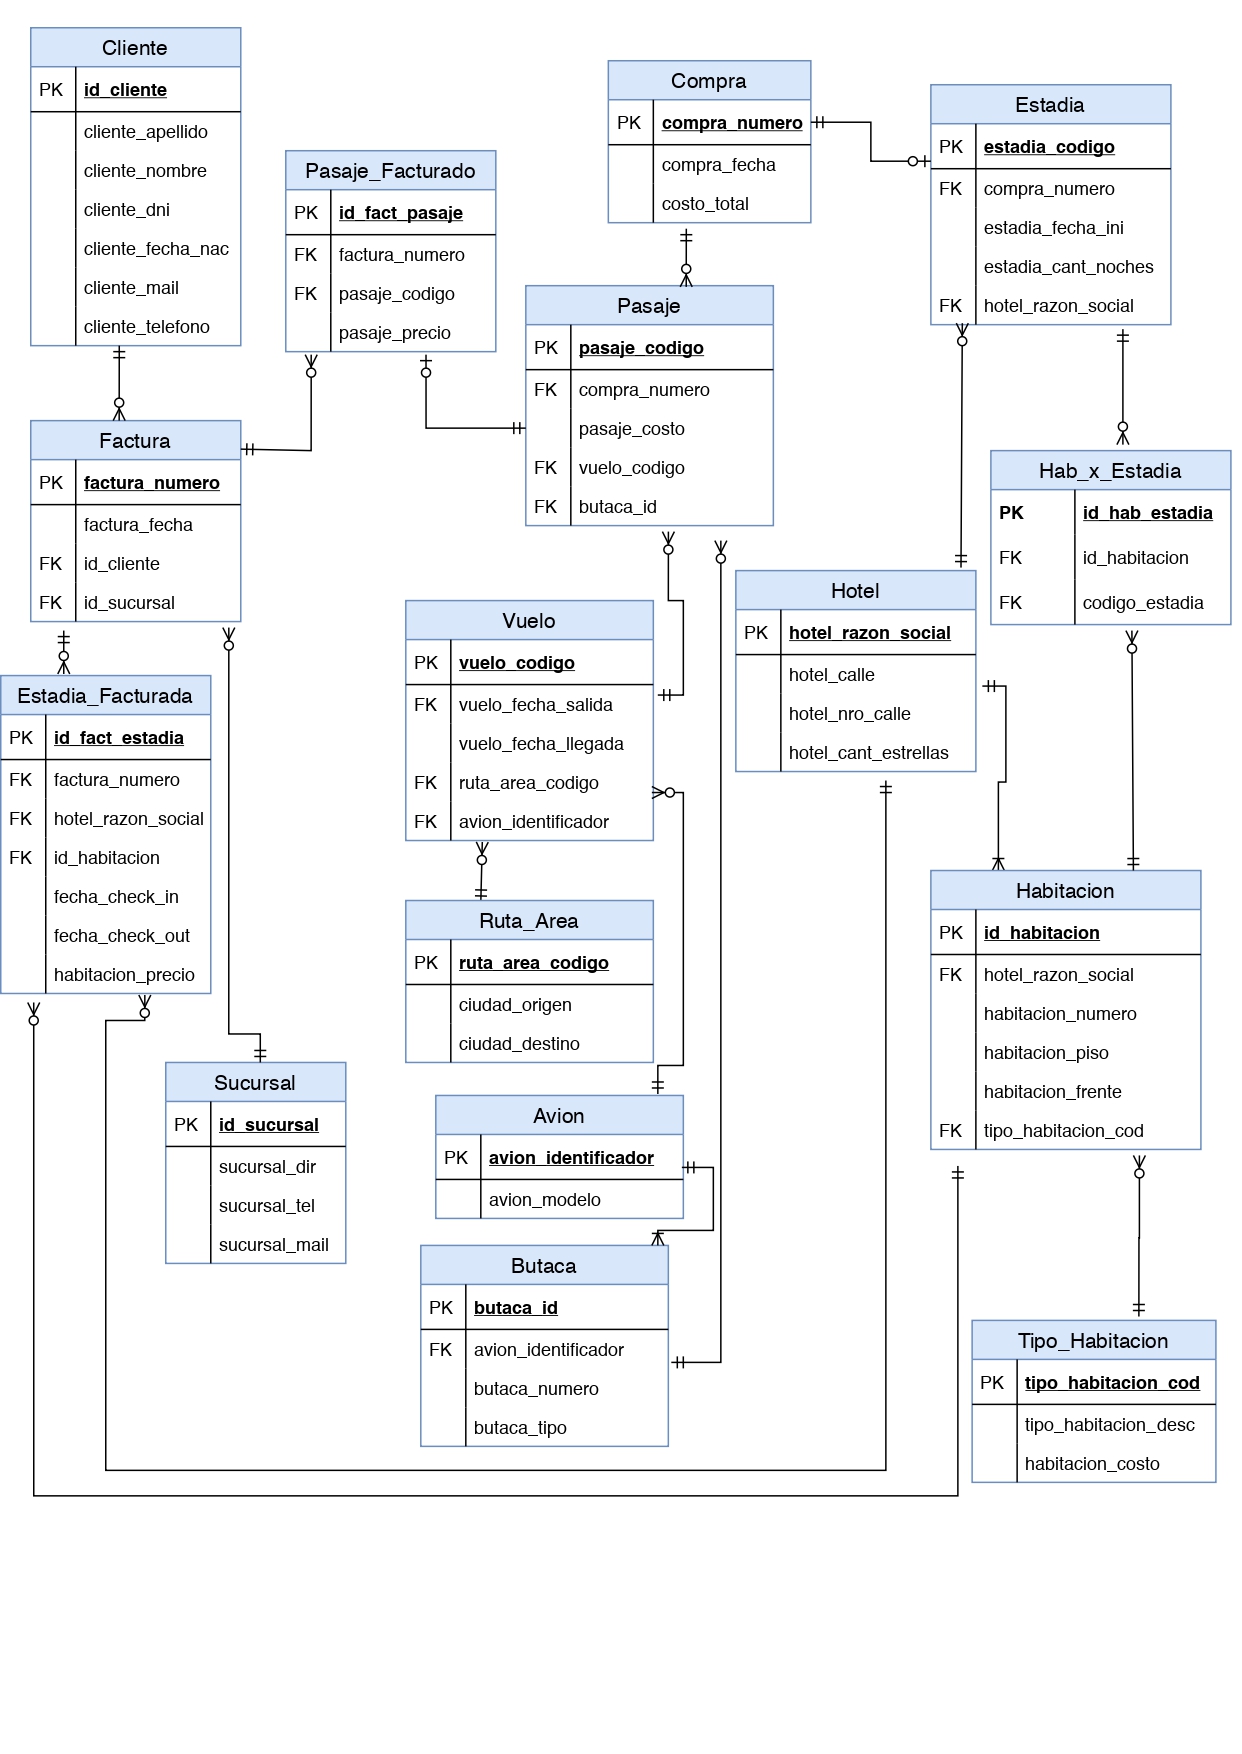 Cliente
PK id_cliente
cliente_apellido
cliente_nombre
cliente_dni
cliente_fecha_nac
cliente_mail
cliente_telefono
Pasaje_Facturado
PK id_fact_pasaje
FK factura_numero
FK pasaje_codigo
pasaje_precio
Compra
PK compra_numero
compra_fecha
costo_total
Estadia
PK estadia_codigo
FK compra_numero
estadia_fecha_ini
estadia_cant_noches
FK hotel_razon_social
Pasaje
PK pasaje_codigo
FK compra_numero
pasaje_costo
FK vuelo_codigo
FK butaca_id
Factura
PK factura_numero
factura_fecha
FK id_cliente
FK id_sucursal
Hab_x_Estadia
PK id_hab_estadia
FK id_habitacion
FK codigo_estadia
Vuelo
PK vuelo_codigo
FK vuelo_fecha_salida
vuelo_fecha_llegada
FK ruta_area_codigo
FK avion_identificador
Hotel
PK hotel_razon_social
hotel_calle
hotel_nro_calle
hotel_cant_estrellas
Estadia_Facturada
PK id_fact_estadia
FK factura_numero
FK hotel_razon_social
FK id_habitacion
fecha_check_in
fecha_check_out
habitacion_precio
Ruta_Area
PK ruta_area_codigo
ciudad_origen
ciudad_destino
Habitacion
PK id_habitacion
FK hotel_razon_social
habitacion_numero
habitacion_piso
habitacion_frente
FK tipo_habitacion_cod
Sucursal
PK id_sucursal
sucursal_dir
sucursal_tel
sucursal_mail
Avion
PK avion_identificador
avion_modelo
Butaca
PK butaca_id
FK avion_identificador
butaca_numero
butaca_tipo
Tipo_Habitacion
PK tipo_habitacion_cod
tipo_habitacion_desc
habitacion_costo